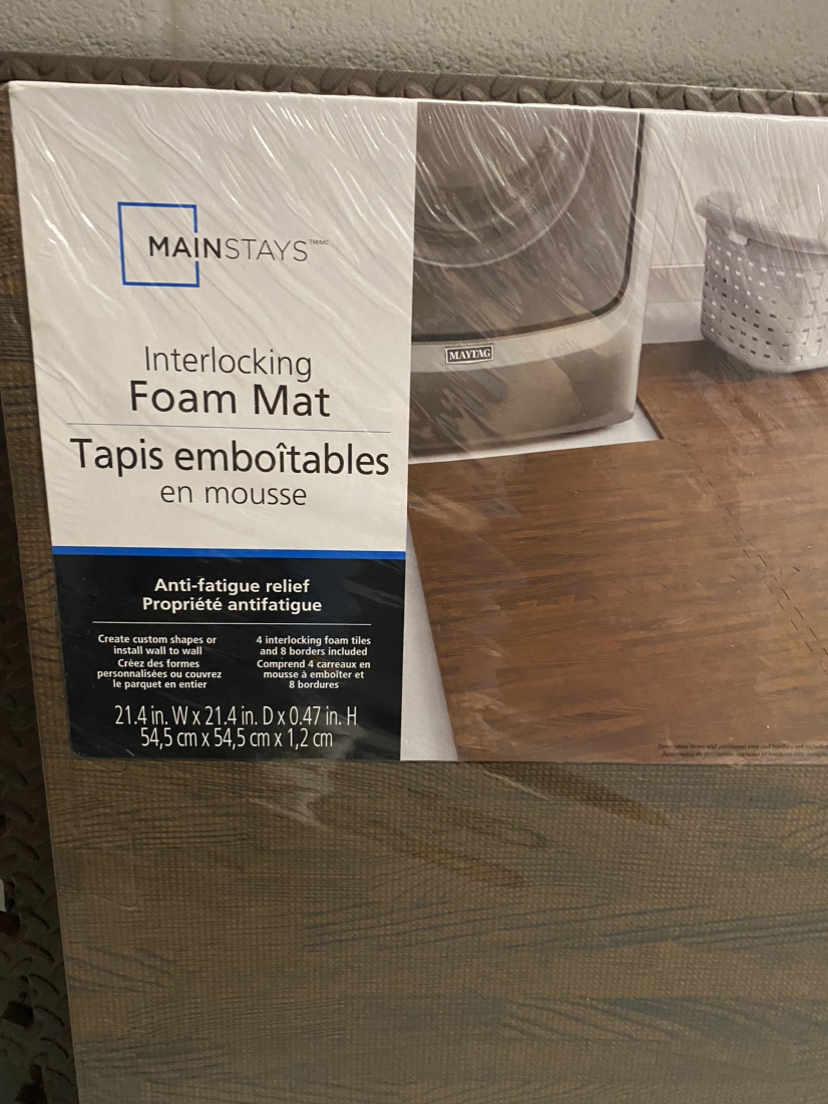 MAINSTAYS™/MC
Interlocking
Foam Mat
Tapis emboîtables
en mousse
Anti-fatigue relief
Propriété antifatigue
Create custom shapes or
install wall to wall
Créez des formes
personnalisées ou couvrez
le parquet en entier
4 interlocking foam tiles
and 8 borders included
Comprend 4 carreaux en
mousse à emboîter et
8 bordures
21.4 in. W x 21.4 in. D x 0.47 in. H
54,5 cm x 54,5 cm x 1,2 cm
MAYTAG